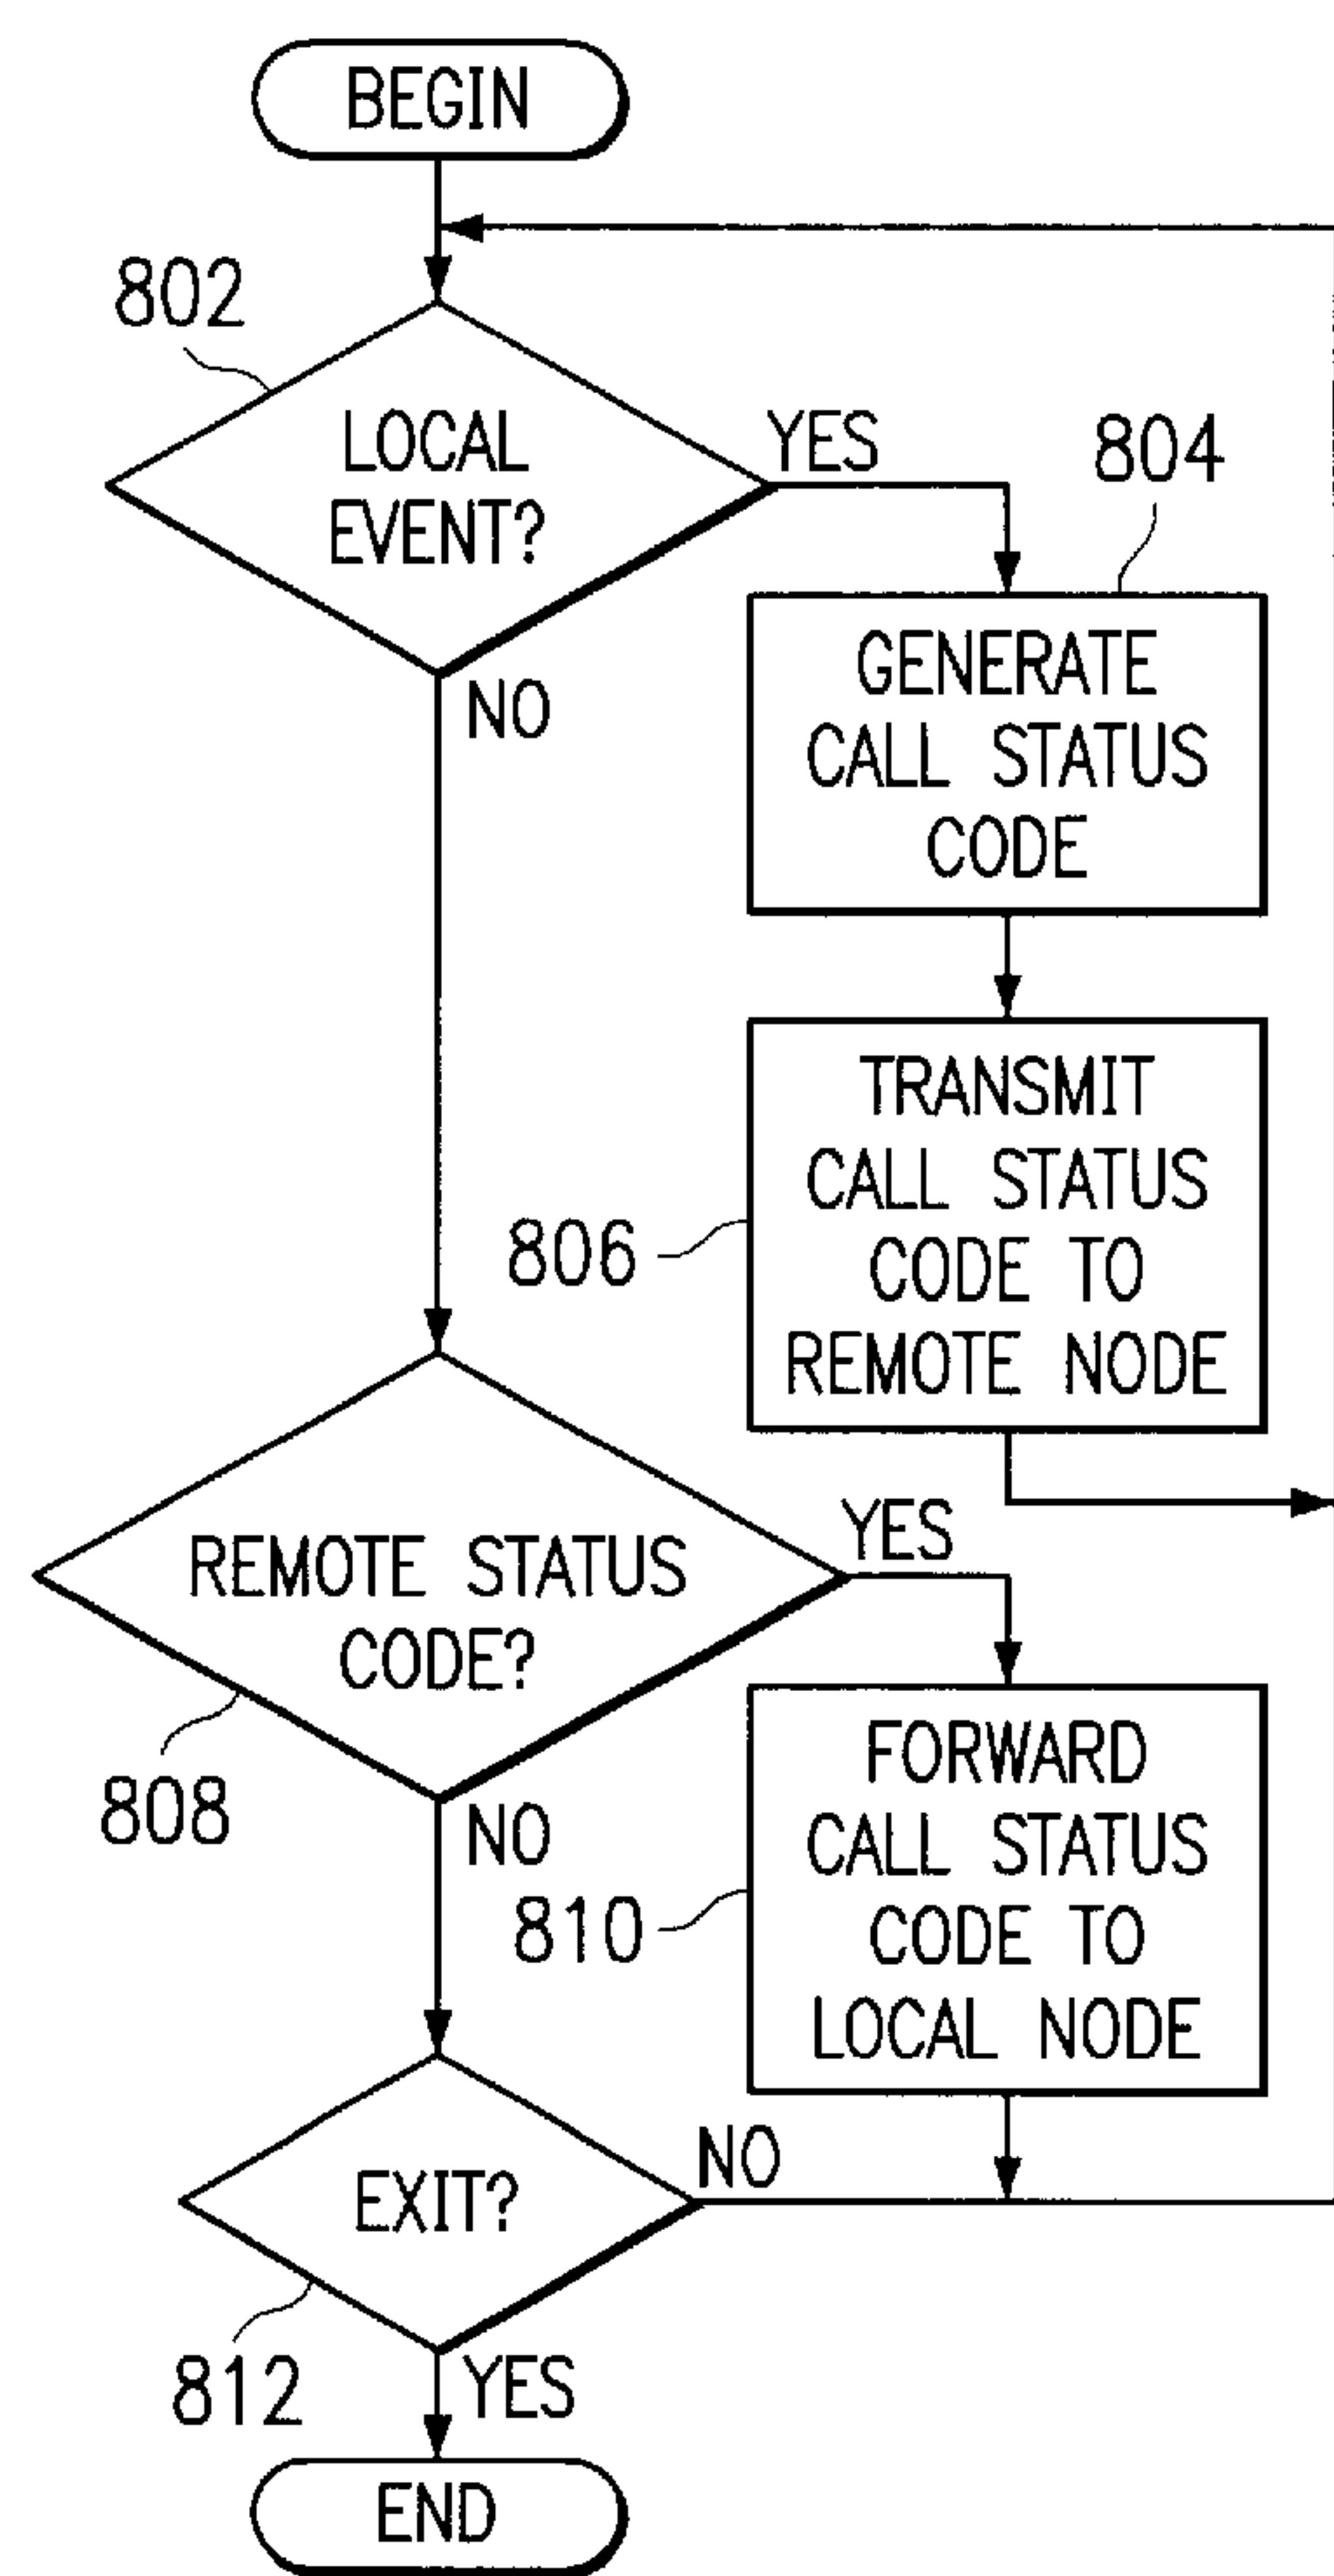 BEGIN
802
LOCAL
EVENT?
YES
804
NO
GENERATE
CALL STATUS
CODE
TRANSMIT
CALL STATUS
CODE TO
REMOTE NODE
806
REMOTE STATUS
CODE?
YES
808
NO
FORWARD
CALL STATUS
CODE TO
LOCAL NODE
810
EXIT?
NO
812
YES
END